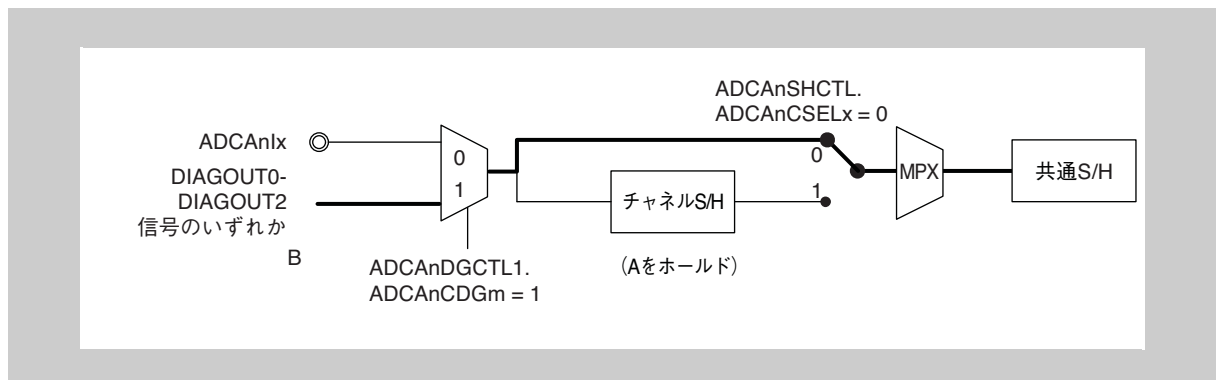 ADCAnSHCTL.
ADCAnCSELx = 0
ADCAnIx
0
1
DIAGOUT0-
DIAGOUT2
信号のいずれか
B
ADCAnDGCTL1.
ADCAnCDGm = 1
チャネルS/H
(Aをホールド)
0
1
MPX
共通S/H